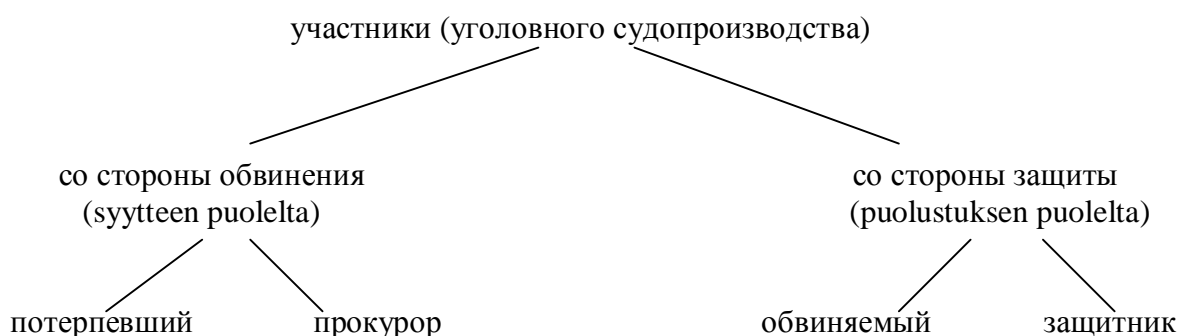 участники (уголовного судопроизводства)
со стороны обвинения
(syytteen puolelta)
со стороны защиты
(puolustuksen puolelta)
потерпевший прокурор обвиняемый защитник